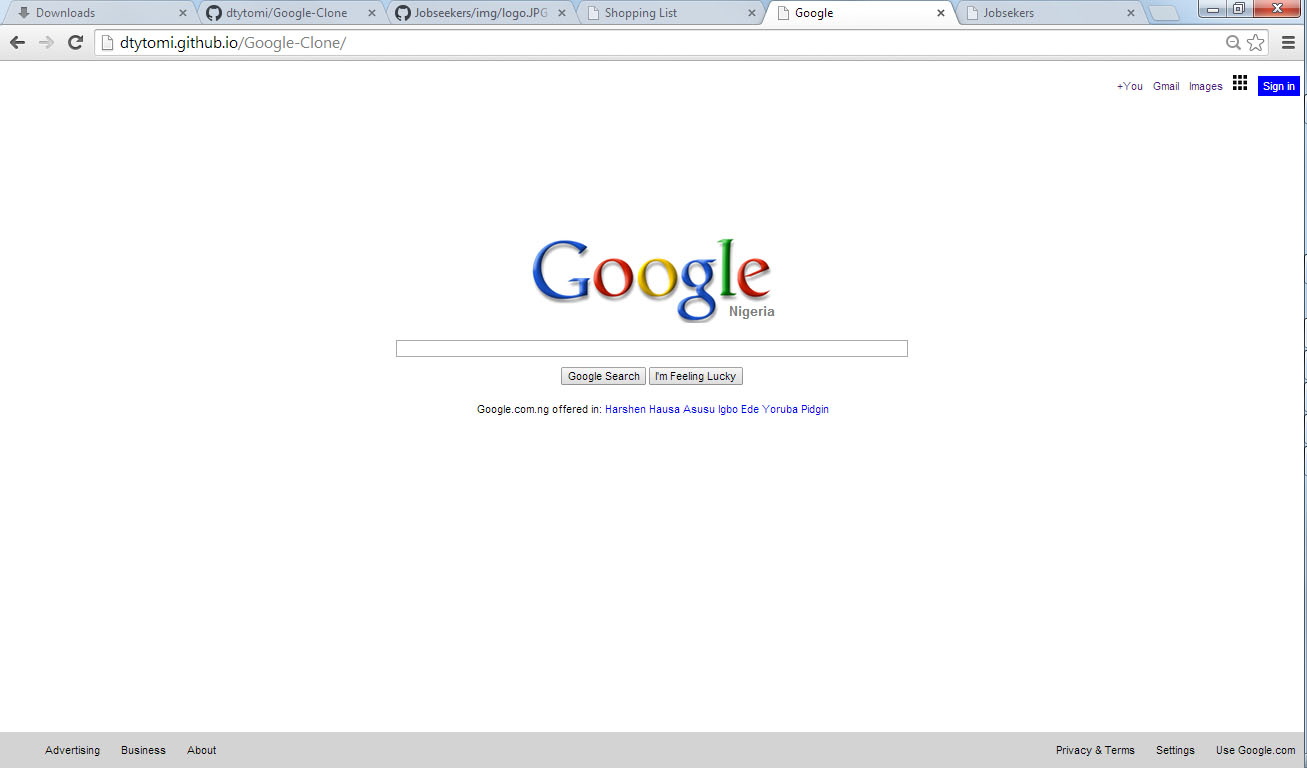 Downloads dtytomi/Google-Clone Jobseekers/img/logo.JPG Shopping List Google Jobsekers
dtytomi.github.io/Google-Clone/
+You Gmail Images Sign in
Google
Nigeria
Google Search I'm Feeling Lucky
Google.com.ng offered in: Harshen Hausa Asusu Igbo Ede Yoruba Pidgin
Advertising Business About Privacy & Terms Settings Use Google.com